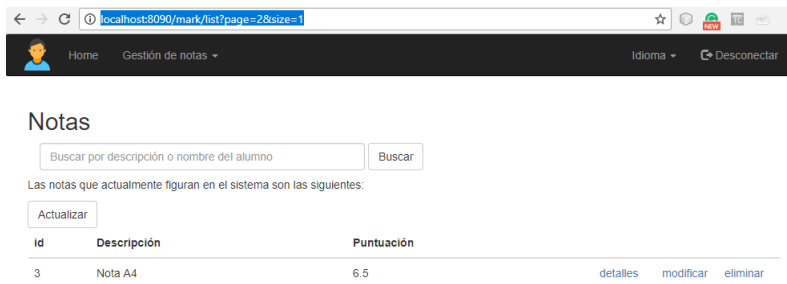 localhost:8090/mark/list?page=2&size=1
NEW TC
Home Gestión de notas Idioma Desconectar
Notas
Buscar por descripción o nombre del alumno Buscar
Las notas que actualmente figuran en el sistema son las siguientes:
Actualizar
id Descripción Puntuación
3 Nota A4 6.5 detalles modificar eliminar